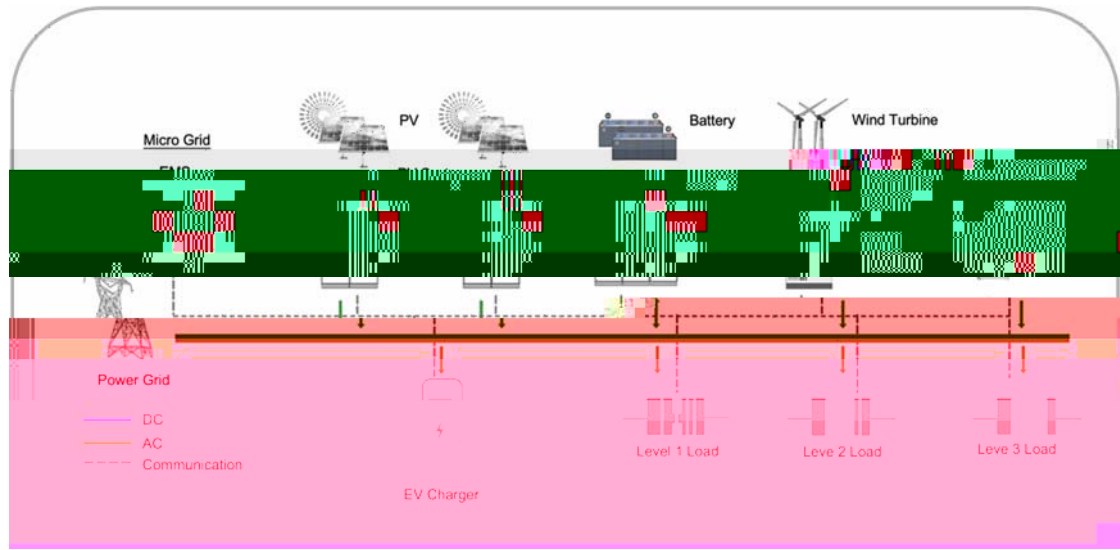 PV
Battery
Wind Turbine
Micro Grid
Power Grid
DC
AC
Communication
Level 1 Load
Leve 2 Load
Leve 3 Load
EV Charger